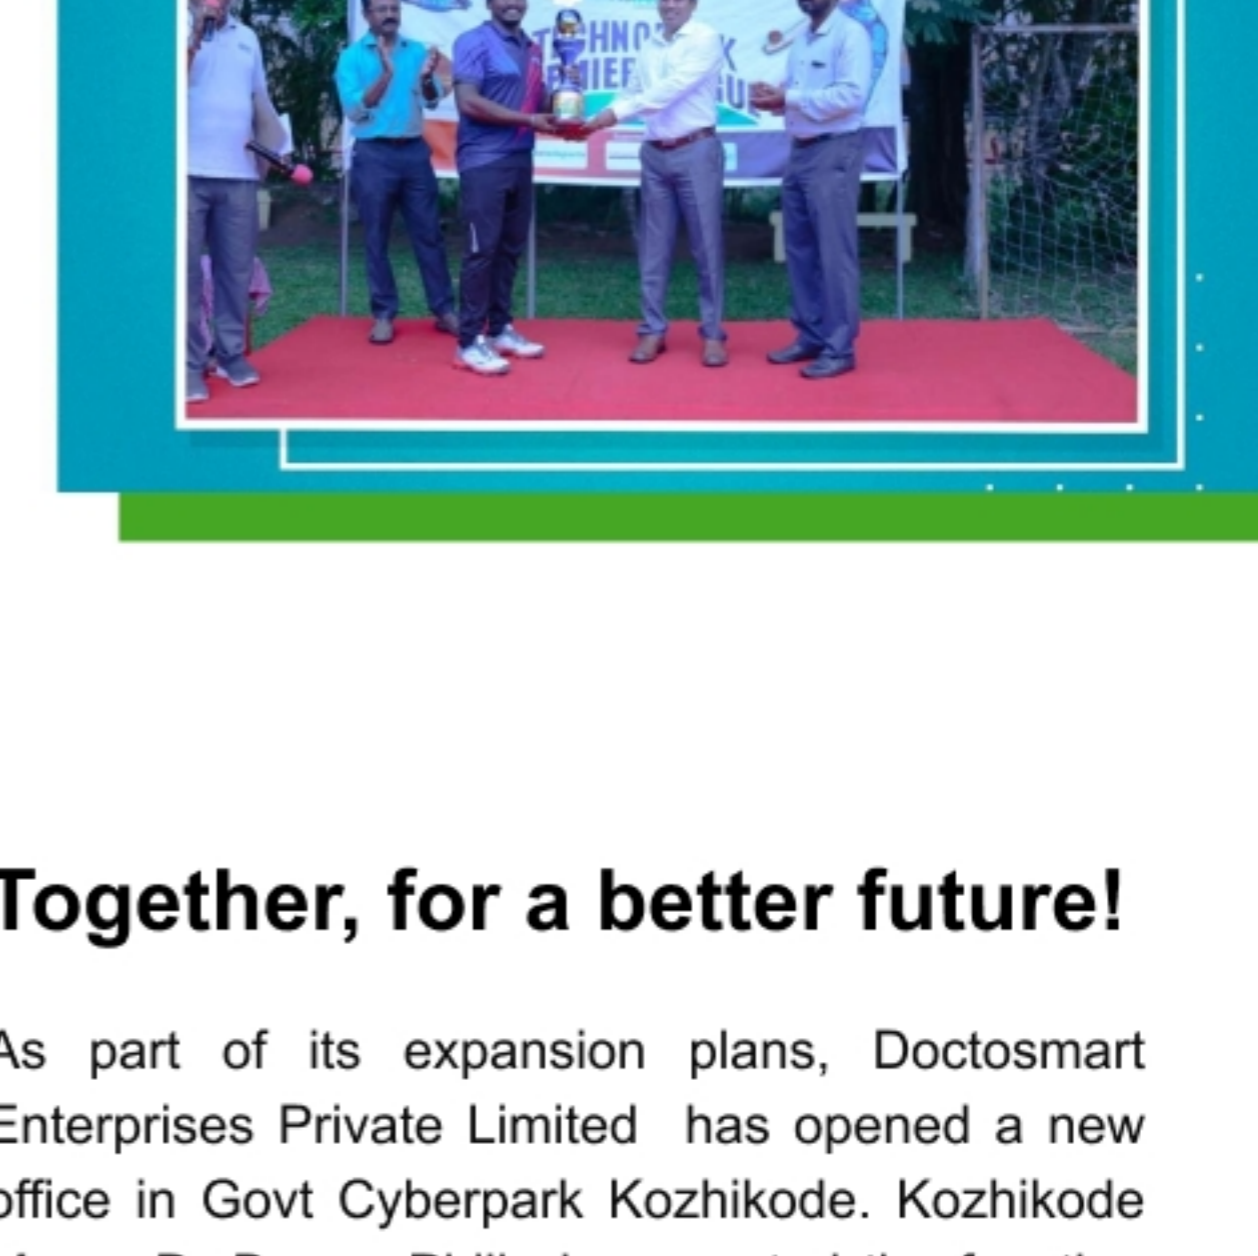 Together, for a better future!
As part of its expansion plans, Doctosmart
Enterprises Private Limited has opened a new
office in Govt Cyberpark Kozhikode. Kozhikode